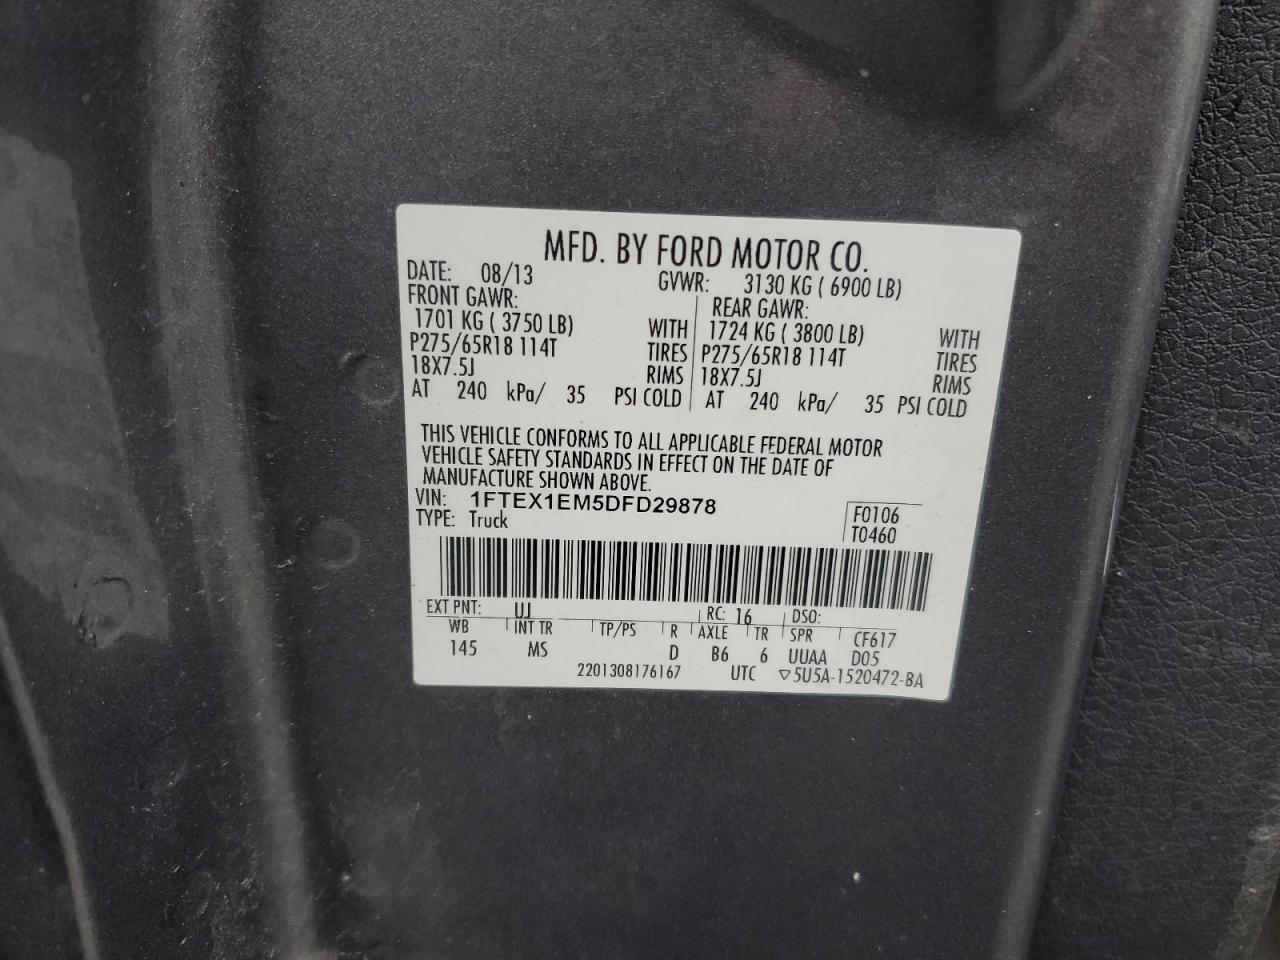 MFD. BY FORD MOTOR CO.
DATE: 08/13 GVWR: 3130 KG ( 6900 LB)
FRONT GAWR: REAR GAWR:
1701 KG ( 3750 LB) WITH 1724 KG ( 3800 LB) WITH
P275/65R18 114T TIRES P275/65R18 114T TIRES
18X7.5J RIMS 18X7.5J RIMS
AT 240 kPa/ 35 PSI COLD AT 240 kPa/ 35 PSI COLD
THIS VEHICLE CONFORMS TO ALL APPLICABLE FEDERAL MOTOR
VEHICLE SAFETY STANDARDS IN EFFECT ON THE DATE OF
MANUFACTURE SHOWN ABOVE.
VIN: 1FTEX1EM5DFD29878 F0106
TYPE: Truck T0460
EXT PNT: UJ RC: 16 DSO:
WB INT TR TP/PS R AXLE TR SPR CF617
145 MS D B6 6 UUAA D05
2201308176167 UTC ▽5U5A-1520472-BA